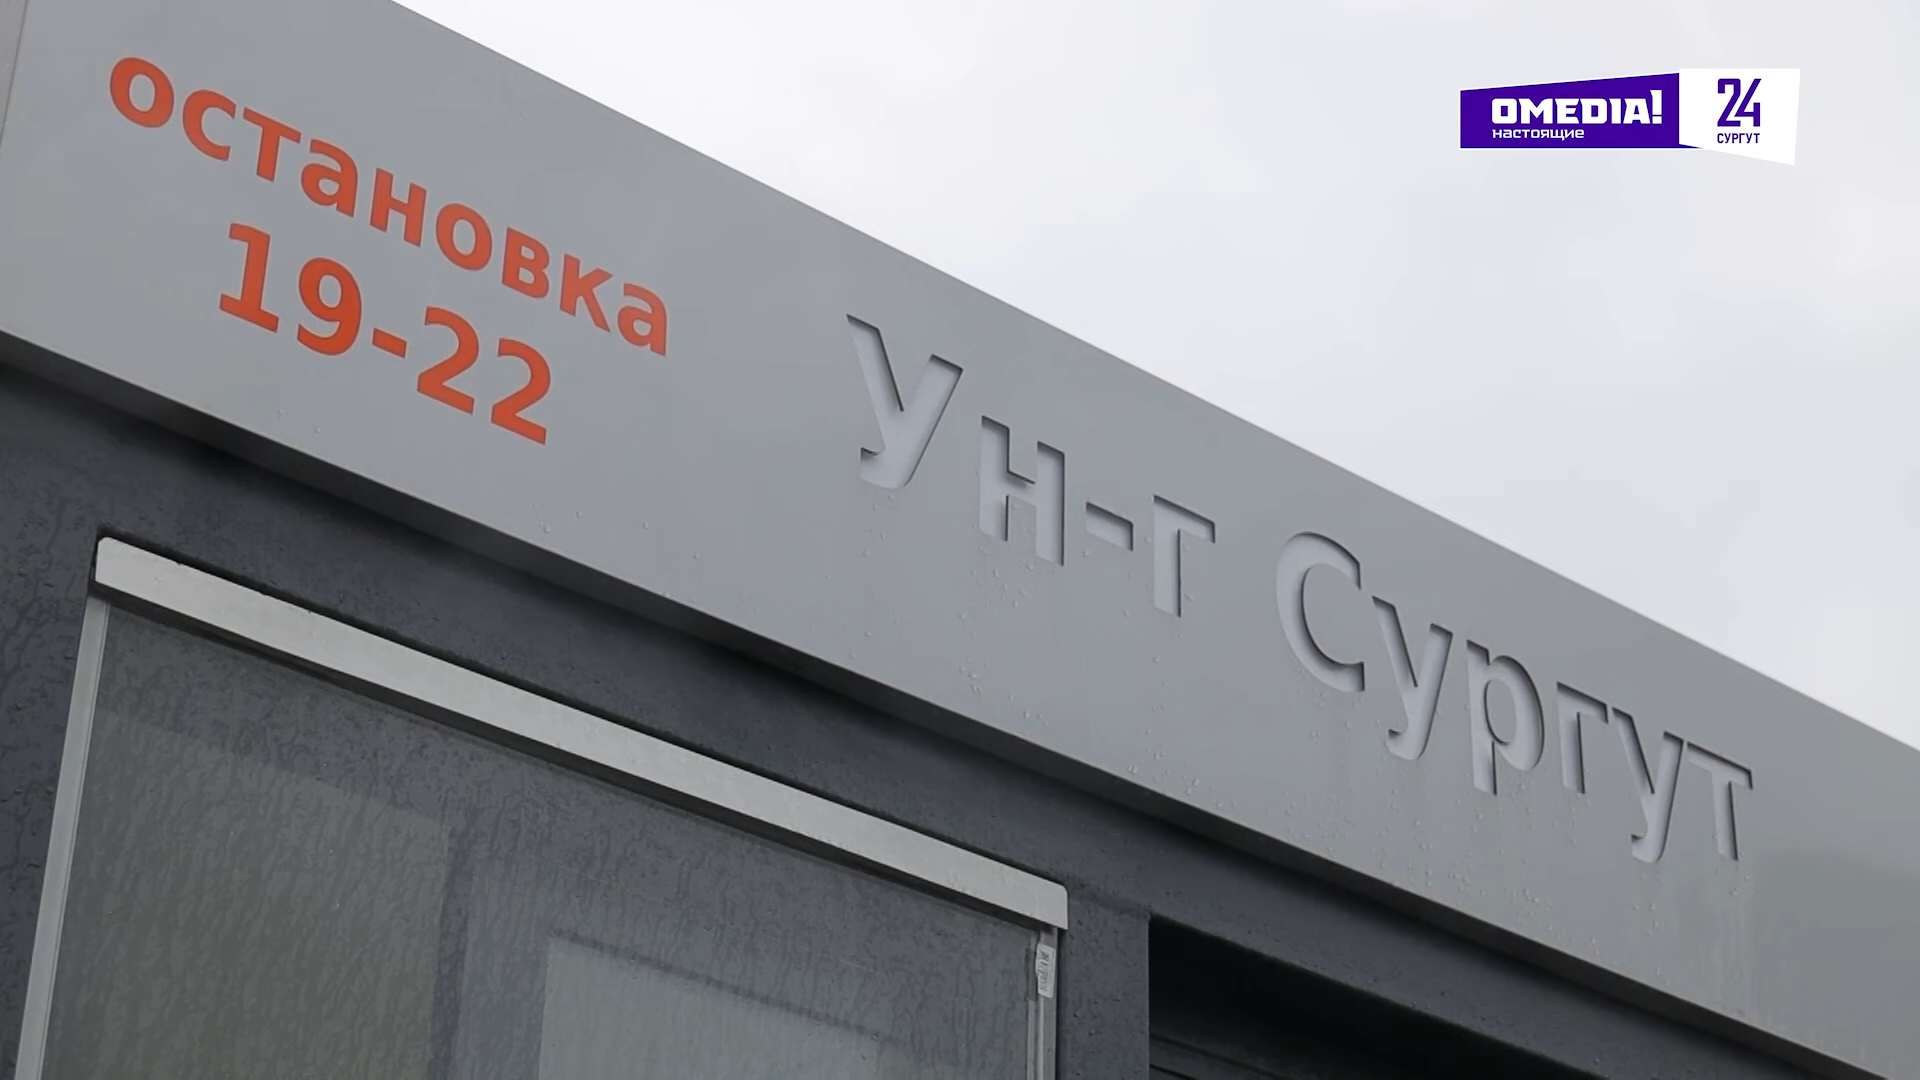 остановка
19-22
Ун-г Сургут
OMEDIA!
настоящие
24
СУРГУТ